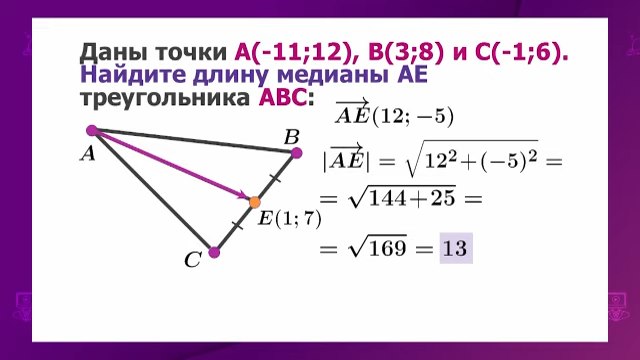 Даны точки A(-11;12), B(3;8) и C(-1;6).
Найдите длину медианы AE
треугольника ABC:
A
B
C
E(1; 7)
AE⃗(12; −5)
|AE⃗| = √12² + (−5)² =
= √144+25 =
= √169 = 13